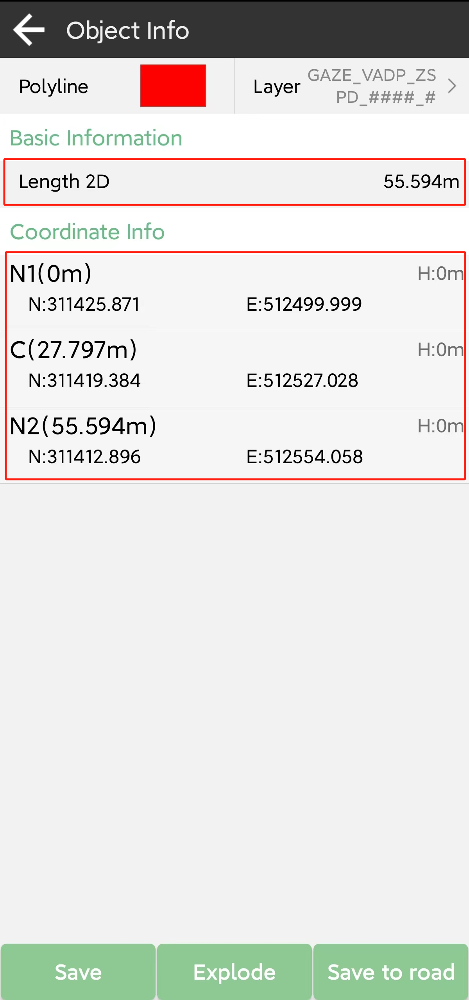 Object Info
Polyline
Layer
GAZE_VADP_ZS
PD_####_#
Basic Information
Length 2D 55.594m
Coordinate Info
N1(0m) H:0m
N:311425.871 E:512499.999
C(27.797m) H:0m
N:311419.384 E:512527.028
N2(55.594m) H:0m
N:311412.896 E:512554.058
Save Explode Save to road